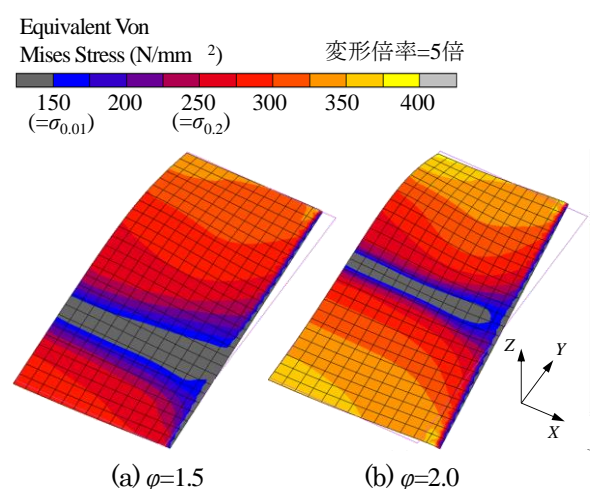 Equivalent Von
Mises Stress (N/mm 2)
変形倍率=5倍
150 200 250 300 350 400
(=σ0.01) (=σ0.2)
Z
Y
X
(a) φ=1.5 (b) φ=2.0